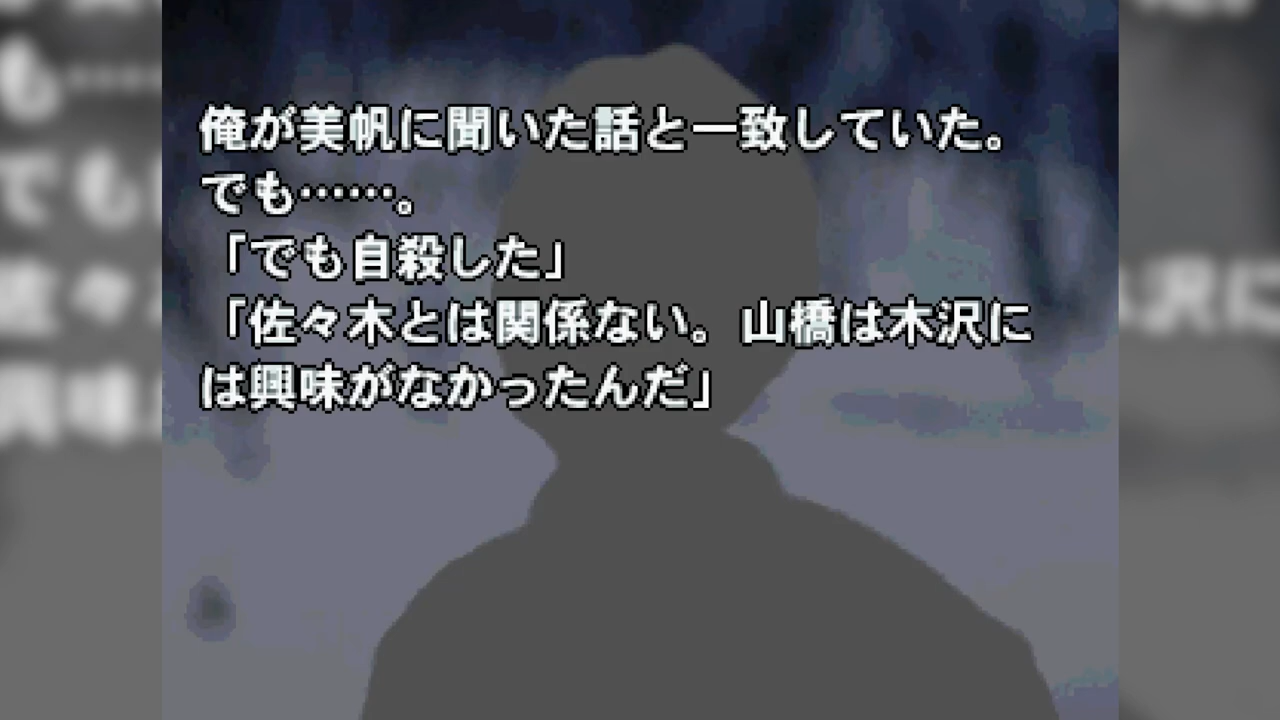 俺が美帆に聞いた話と一致していた。
でも……。
「でも自殺した」
「佐々木とは関係ない。山橋は木沢に
は興味がなかったんだ」